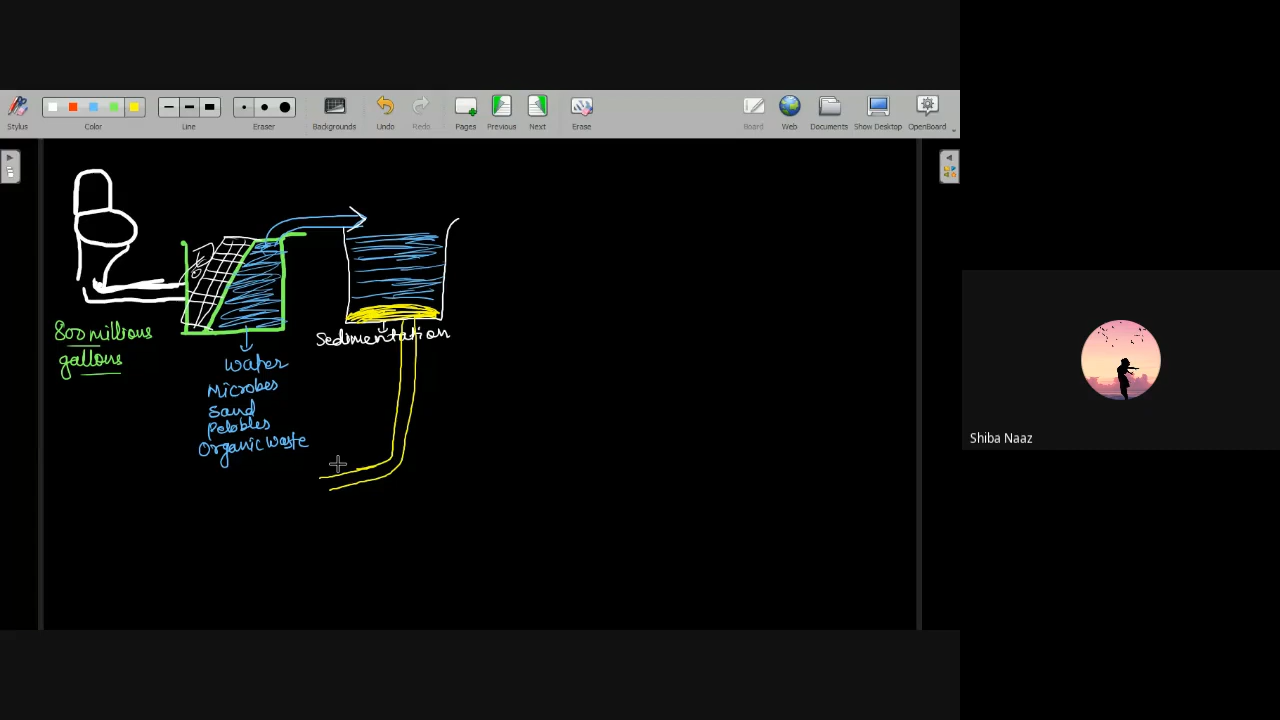 Stylus
Color
Line
Eraser
Backgrounds
Undo
Redo
Pages
Previous
Next
Erase
Board
Web
Documents
Show Desktop
OpenBoard
800 millions
gallons
Water
Microbes
Sand
Pebbles
Organic waste
Sedimentation
Shiba Naaz